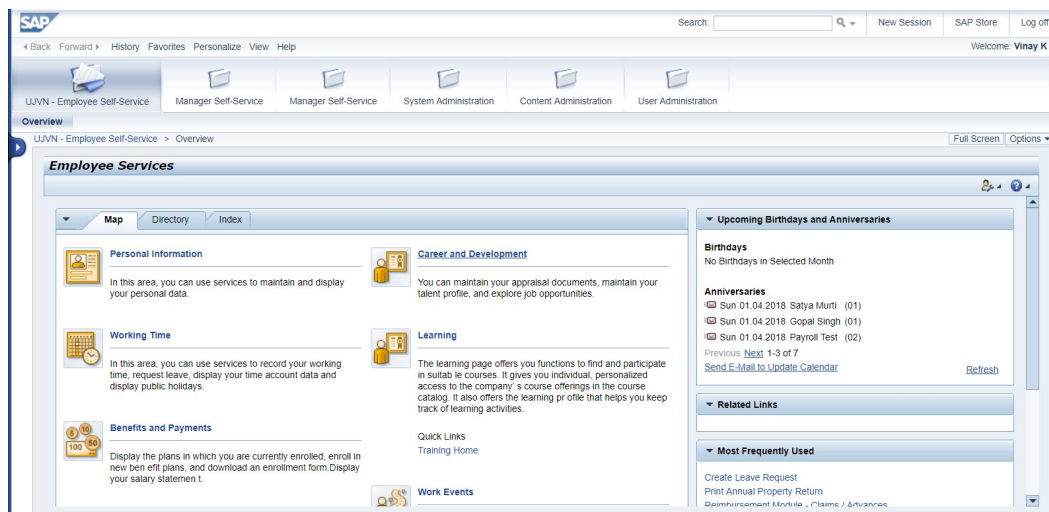 SAP
Search:
New Session
SAP Store
Log off
Back Forward History Favorites Personalize View Help
Welcome: Vinay K
UJVN - Employee Self-Service
Manager Self-Service
Manager Self-Service
System Administration
Content Administration
User Administration
Overview
UJVN - Employee Self-Service > Overview
Full Screen
Options
Employee Services
Map
Directory
Index
Personal Information
In this area, you can use services to maintain and display
your personal data.
Working Time
In this area, you can use services to record your working
time, request leave, display your time account data and
display public holidays.
Benefits and Payments
5 10
100 50
Display the plans in which you are currently enrolled, enroll in
new ben efit plans, and download an enrollment form.Display
your salary statemen t.
Career and Development
You can maintain your appraisal documents, maintain your
talent profile, and explore job opportunities.
Learning
The learning page offers you functions to find and participate
in suitab le courses. It gives you individual, personalized
access to the company' s course offerings in the course
catalog. It also offers the learning pr ofile that helps you keep
track of learning activities.
Quick Links
Training Home
Work Events
Upcoming Birthdays and Anniversaries
Birthdays
No Birthdays in Selected Month
Anniversaries
Sun 01.04.2018 Satya Murti (01)
Sun 01.04.2018 Gopal Singh (01)
Sun 01.04.2018 Payroll Test (02)
Previous Next 1-3 of 7
Send E-Mail to Update Calendar
Refresh
Related Links
Most Frequently Used
Create Leave Request
Print Annual Property Return
Reimbursement Module - Claims / Advances